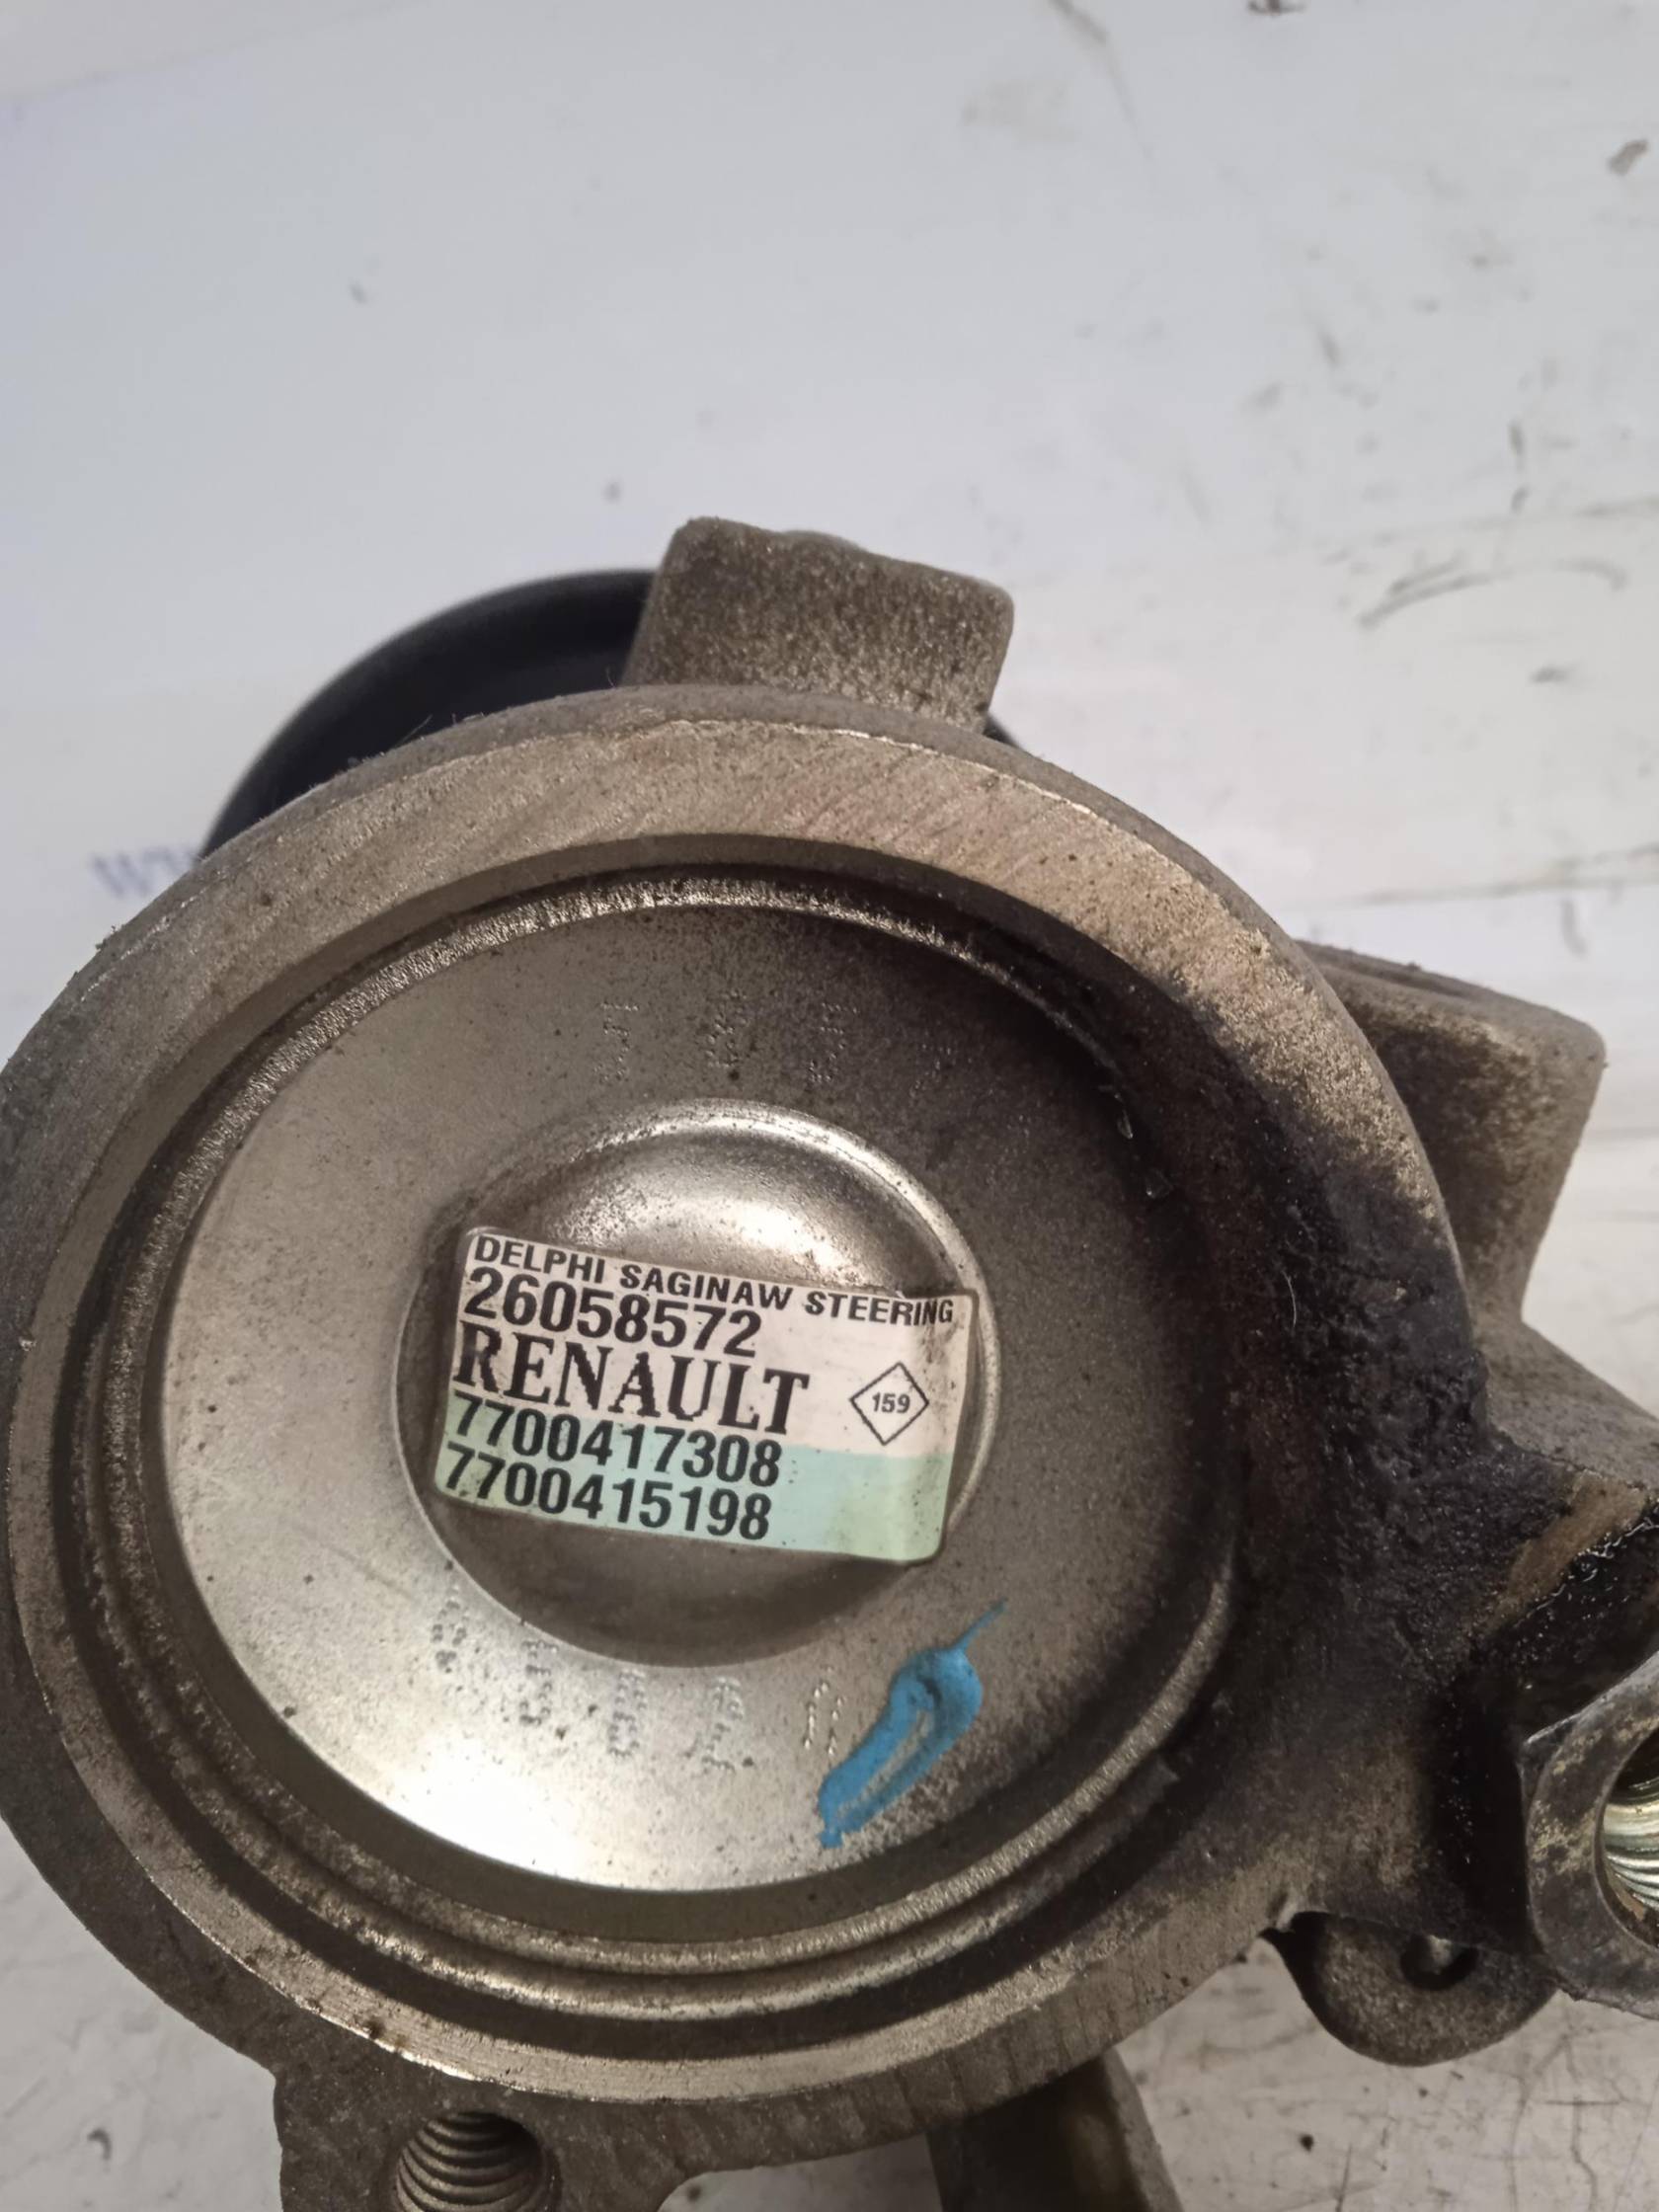 DELPHI SAGINAW STEERING
26058572
RENAULT
159
7700417308
7700415198